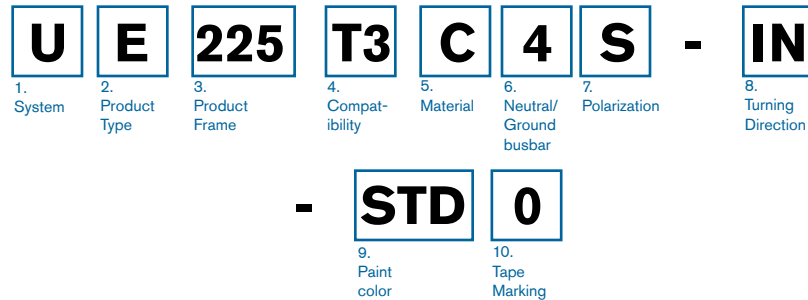 U E 225 T3 C 4 S - IN
1. 2. 3. 4. 5. 6. 7. 8.
System Product Product Compat- Material Neutral/ Polarization Turning
Type Frame ibility Ground Direction
busbar
- STD 0
9. 10.
Paint Tape
color Marking